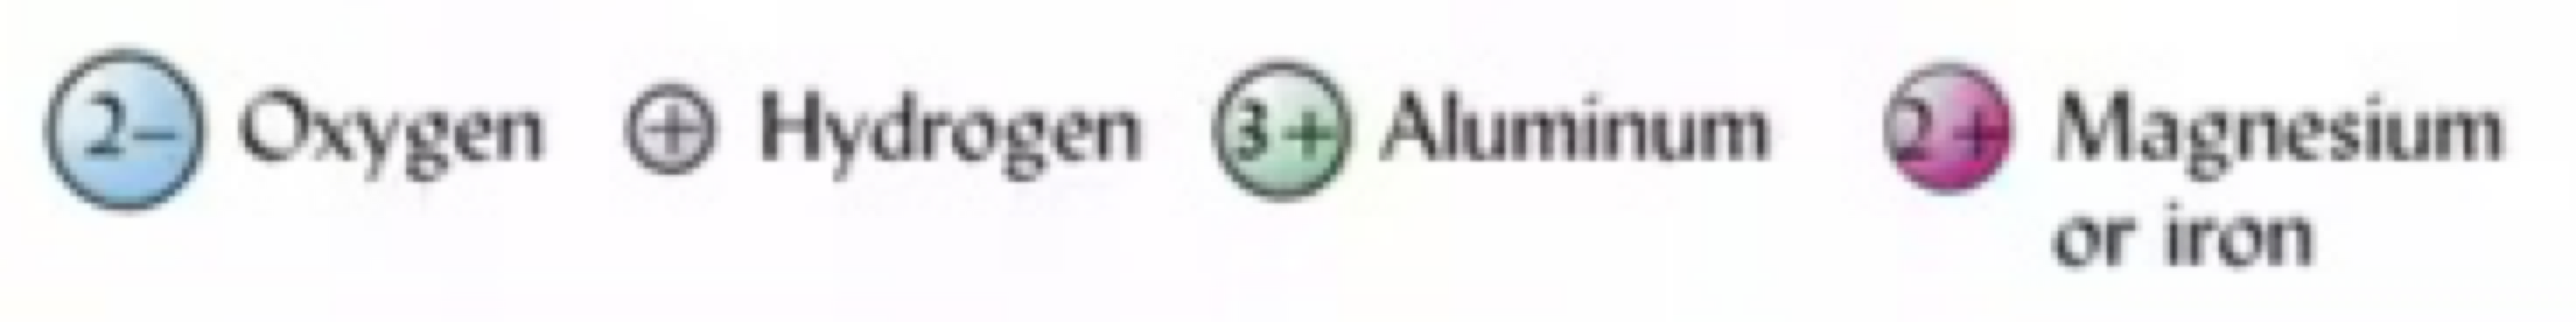 2– Oxygen + Hydrogen 3+ Aluminum 2+ Magnesium
or iron